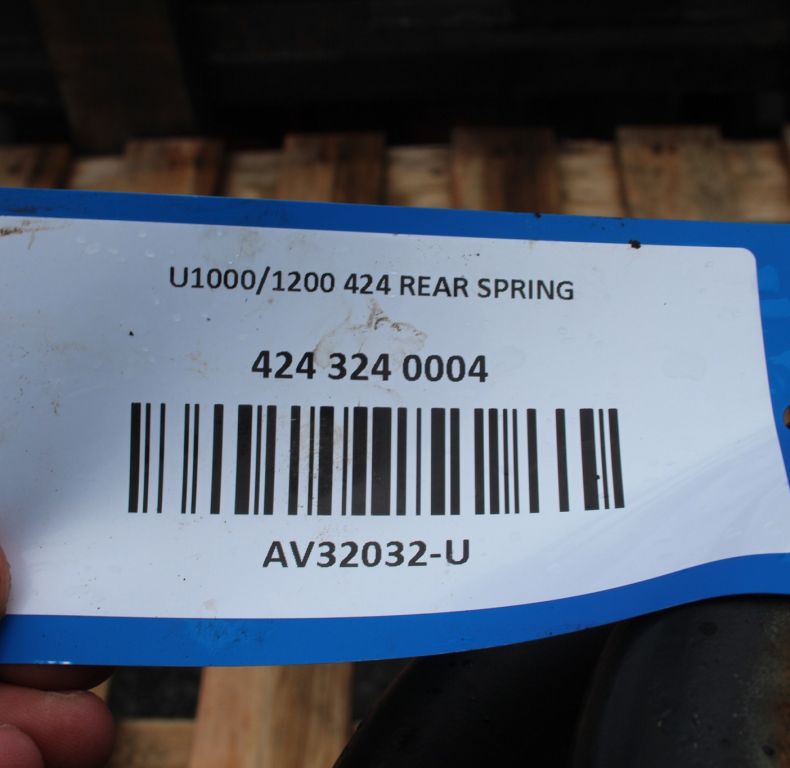 U1000/1200 424 REAR SPRING
424 324 0004
AV32032-U